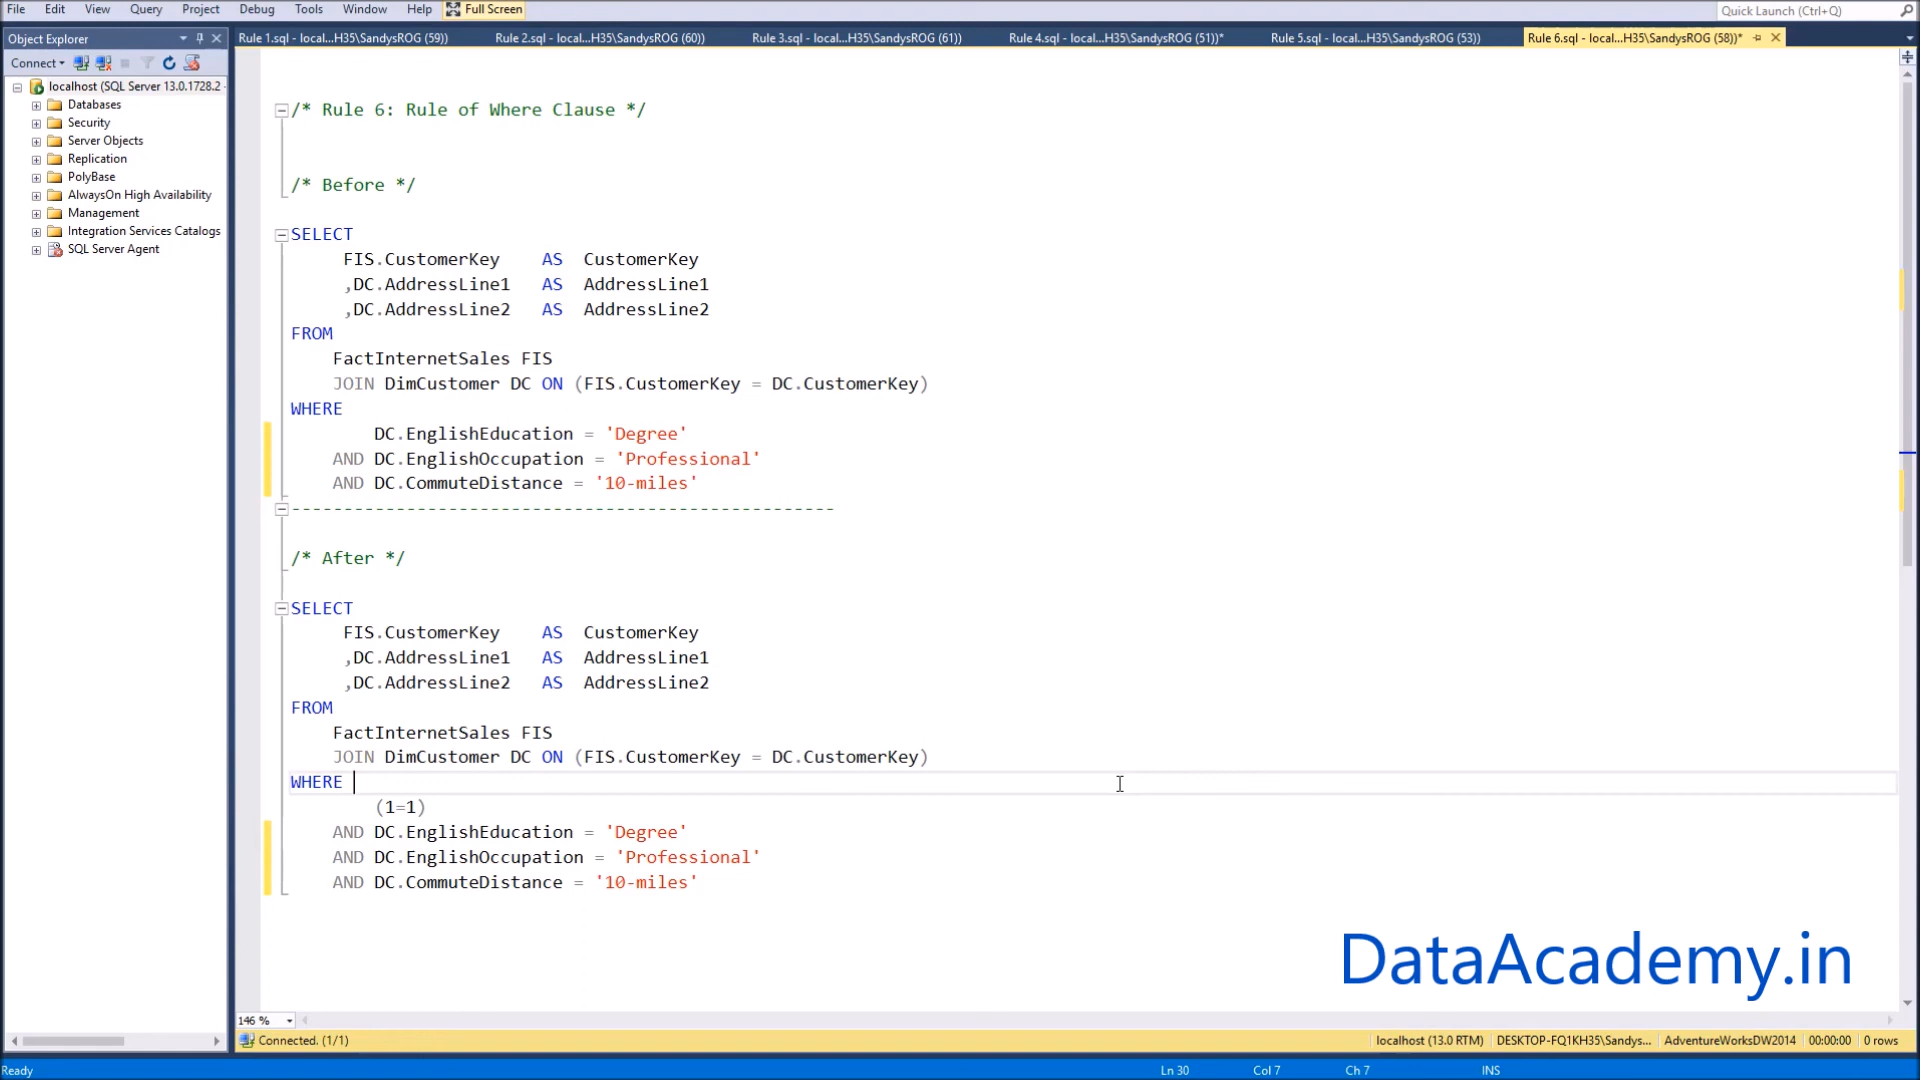 File Edit View Query Project Debug Tools Window Help Full Screen
Quick Launch (Ctrl+Q)
Object Explorer
Rule 1.sql - local...H35\SandysROG (59))
Rule 2.sql - local...H35\SandysROG (60))
Rule 3.sql - local...H35\SandysROG (61))
Rule 4.sql - local...H35\SandysROG (51))*
Rule 5.sql - local...H35\SandysROG (53))
Rule 6.sql - local...H35\SandysROG (58))*
Connect
localhost (SQL Server 13.0.1728.2
Databases
Security
Server Objects
Replication
PolyBase
AlwaysOn High Availability
Management
Integration Services Catalogs
SQL Server Agent
/* Rule 6: Rule of Where Clause */
/* Before */
SELECT
FIS.CustomerKey AS CustomerKey
,DC.AddressLine1 AS AddressLine1
,DC.AddressLine2 AS AddressLine2
FROM
FactInternetSales FIS
JOIN DimCustomer DC ON (FIS.CustomerKey = DC.CustomerKey)
WHERE
DC.EnglishEducation = 'Degree'
AND DC.EnglishOccupation = 'Professional'
AND DC.CommuteDistance = '10-miles'
----------------------------------------------------
/* After */
SELECT
FIS.CustomerKey AS CustomerKey
,DC.AddressLine1 AS AddressLine1
,DC.AddressLine2 AS AddressLine2
FROM
FactInternetSales FIS
JOIN DimCustomer DC ON (FIS.CustomerKey = DC.CustomerKey)
WHERE
(1=1)
AND DC.EnglishEducation = 'Degree'
AND DC.EnglishOccupation = 'Professional'
AND DC.CommuteDistance = '10-miles'
DataAcademy.in
146 %
Connected. (1/1)
localhost (13.0 RTM) DESKTOP-FQ1KH35\Sandys... AdventureWorksDW2014 00:00:00 0 rows
Ready Ln 30 Col 7 Ch 7 INS